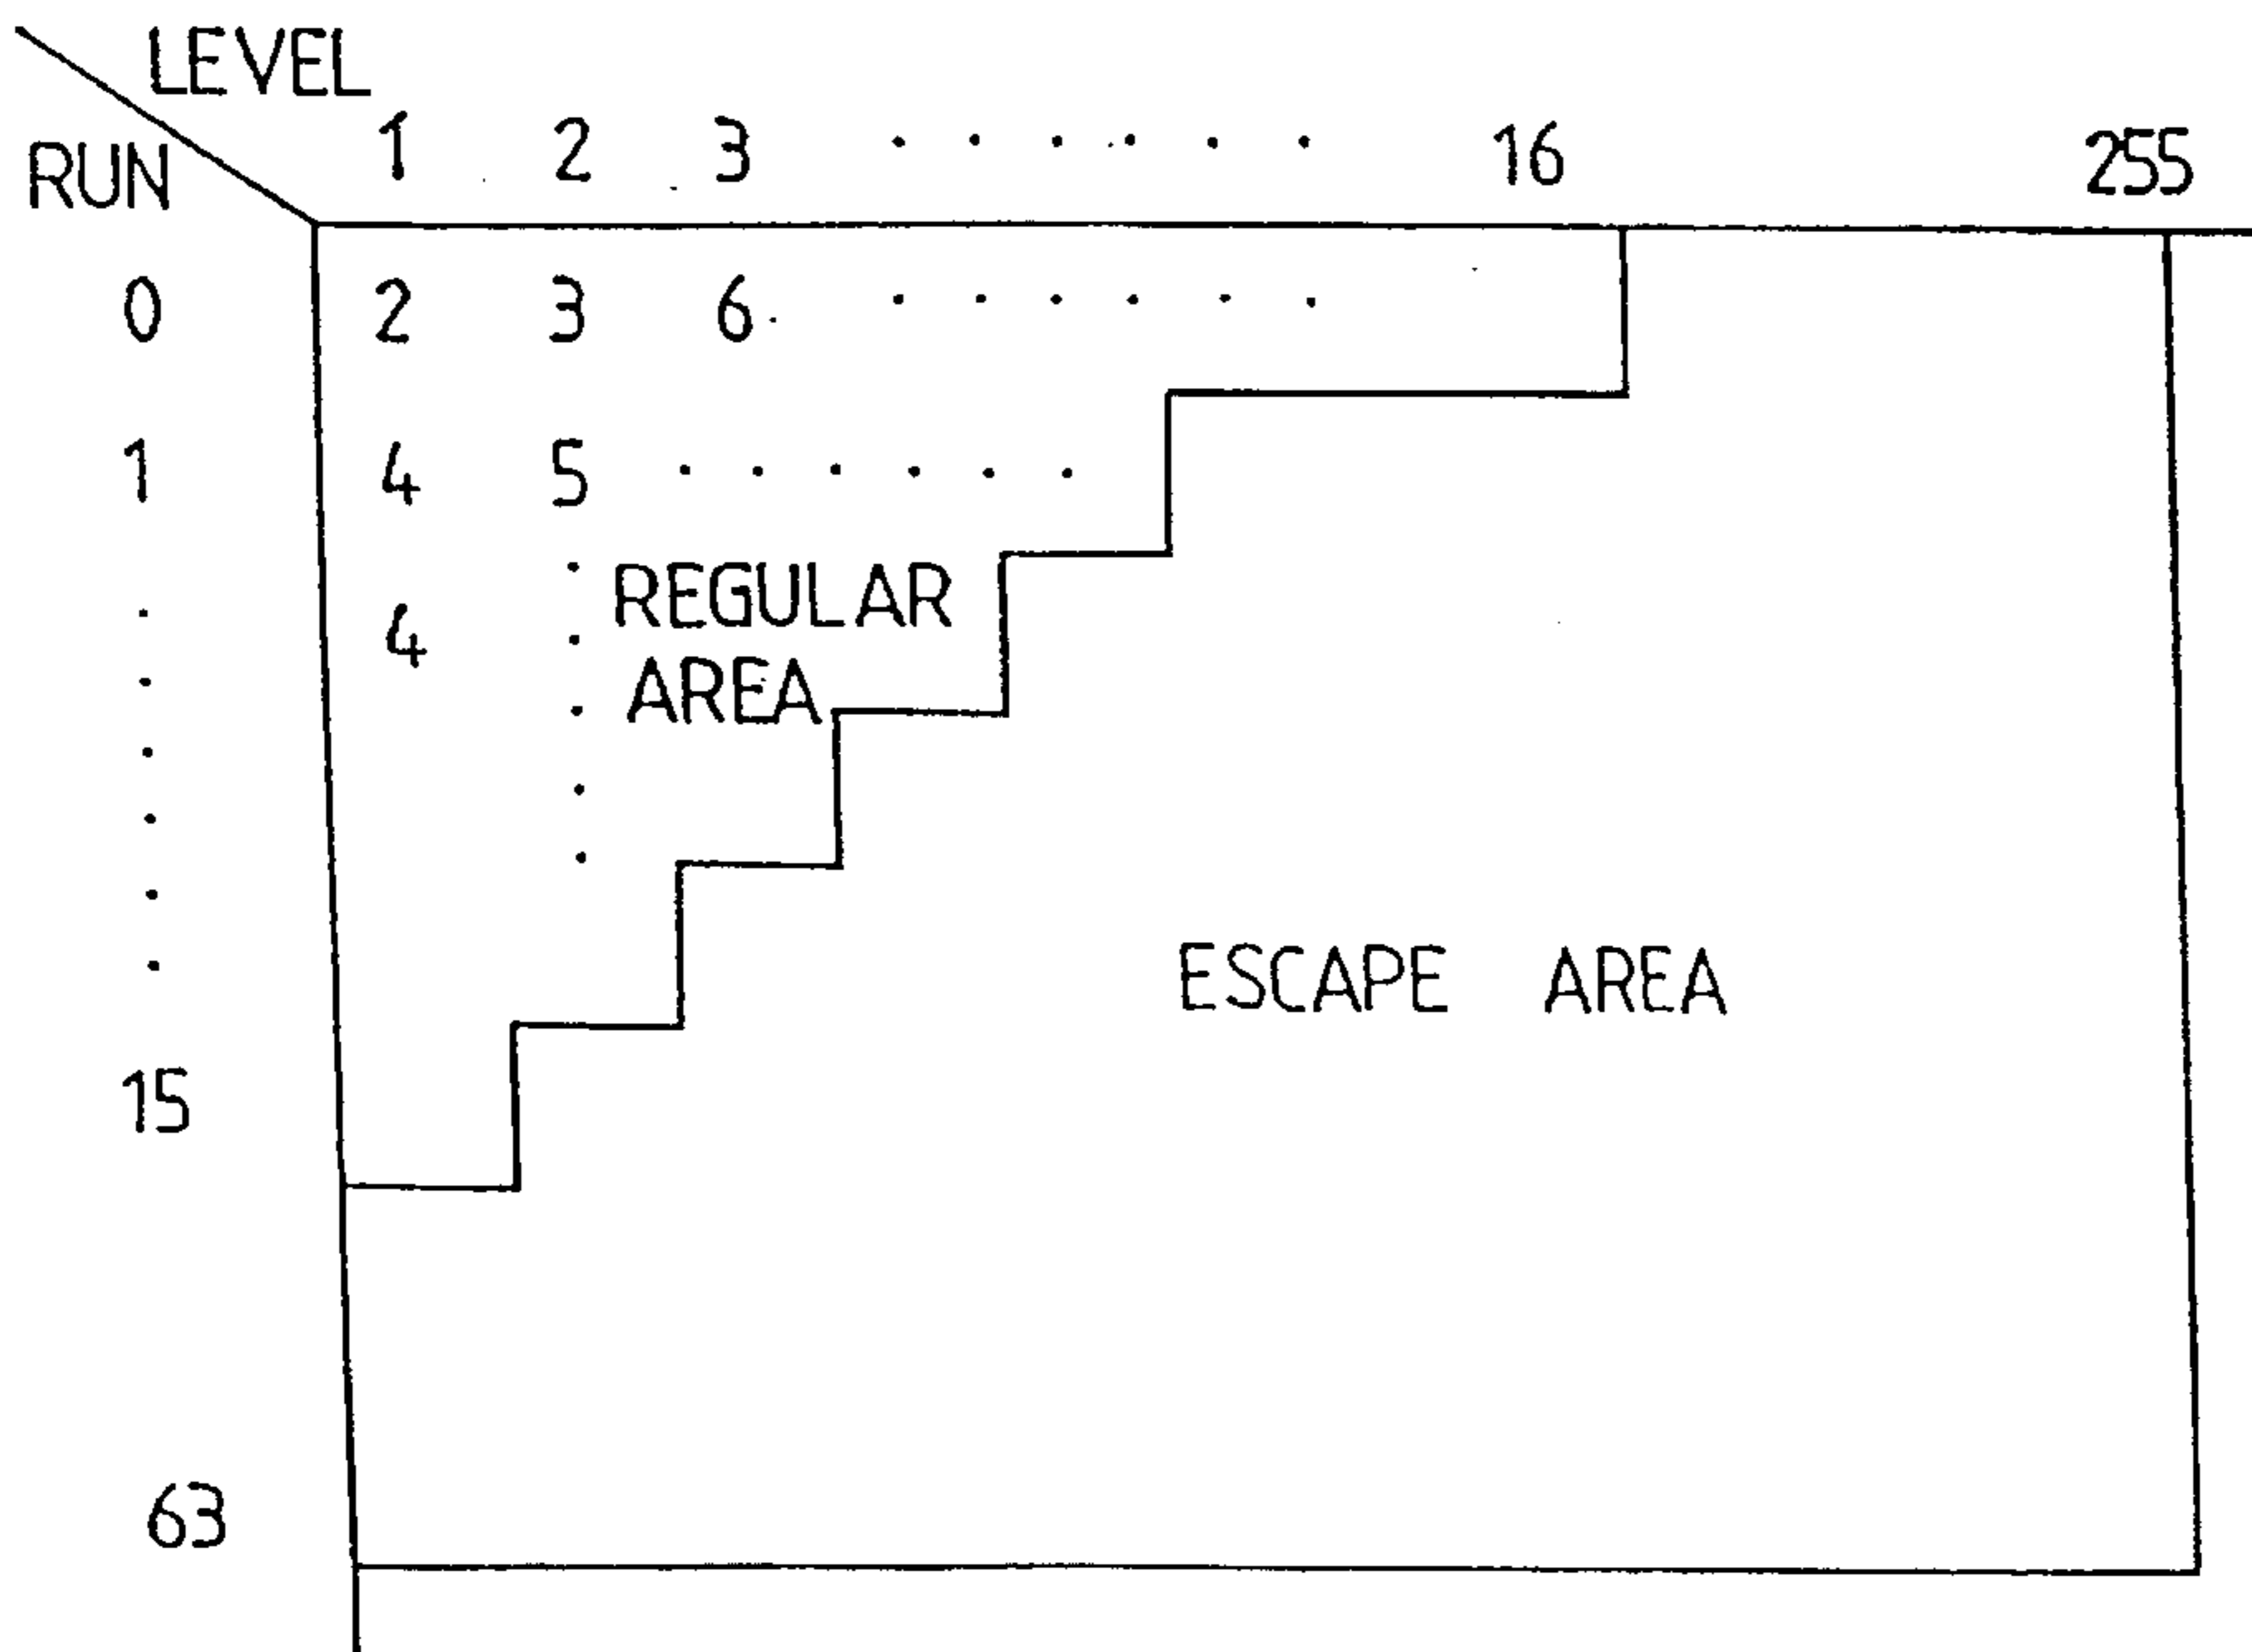 LEVEL
RUN 1 2 3 . . . . . . 16 255
0 2 3 6 . . . . . .
1 4 5 . . . . . .
4
REGULAR
AREA
ESCAPE AREA
15
63